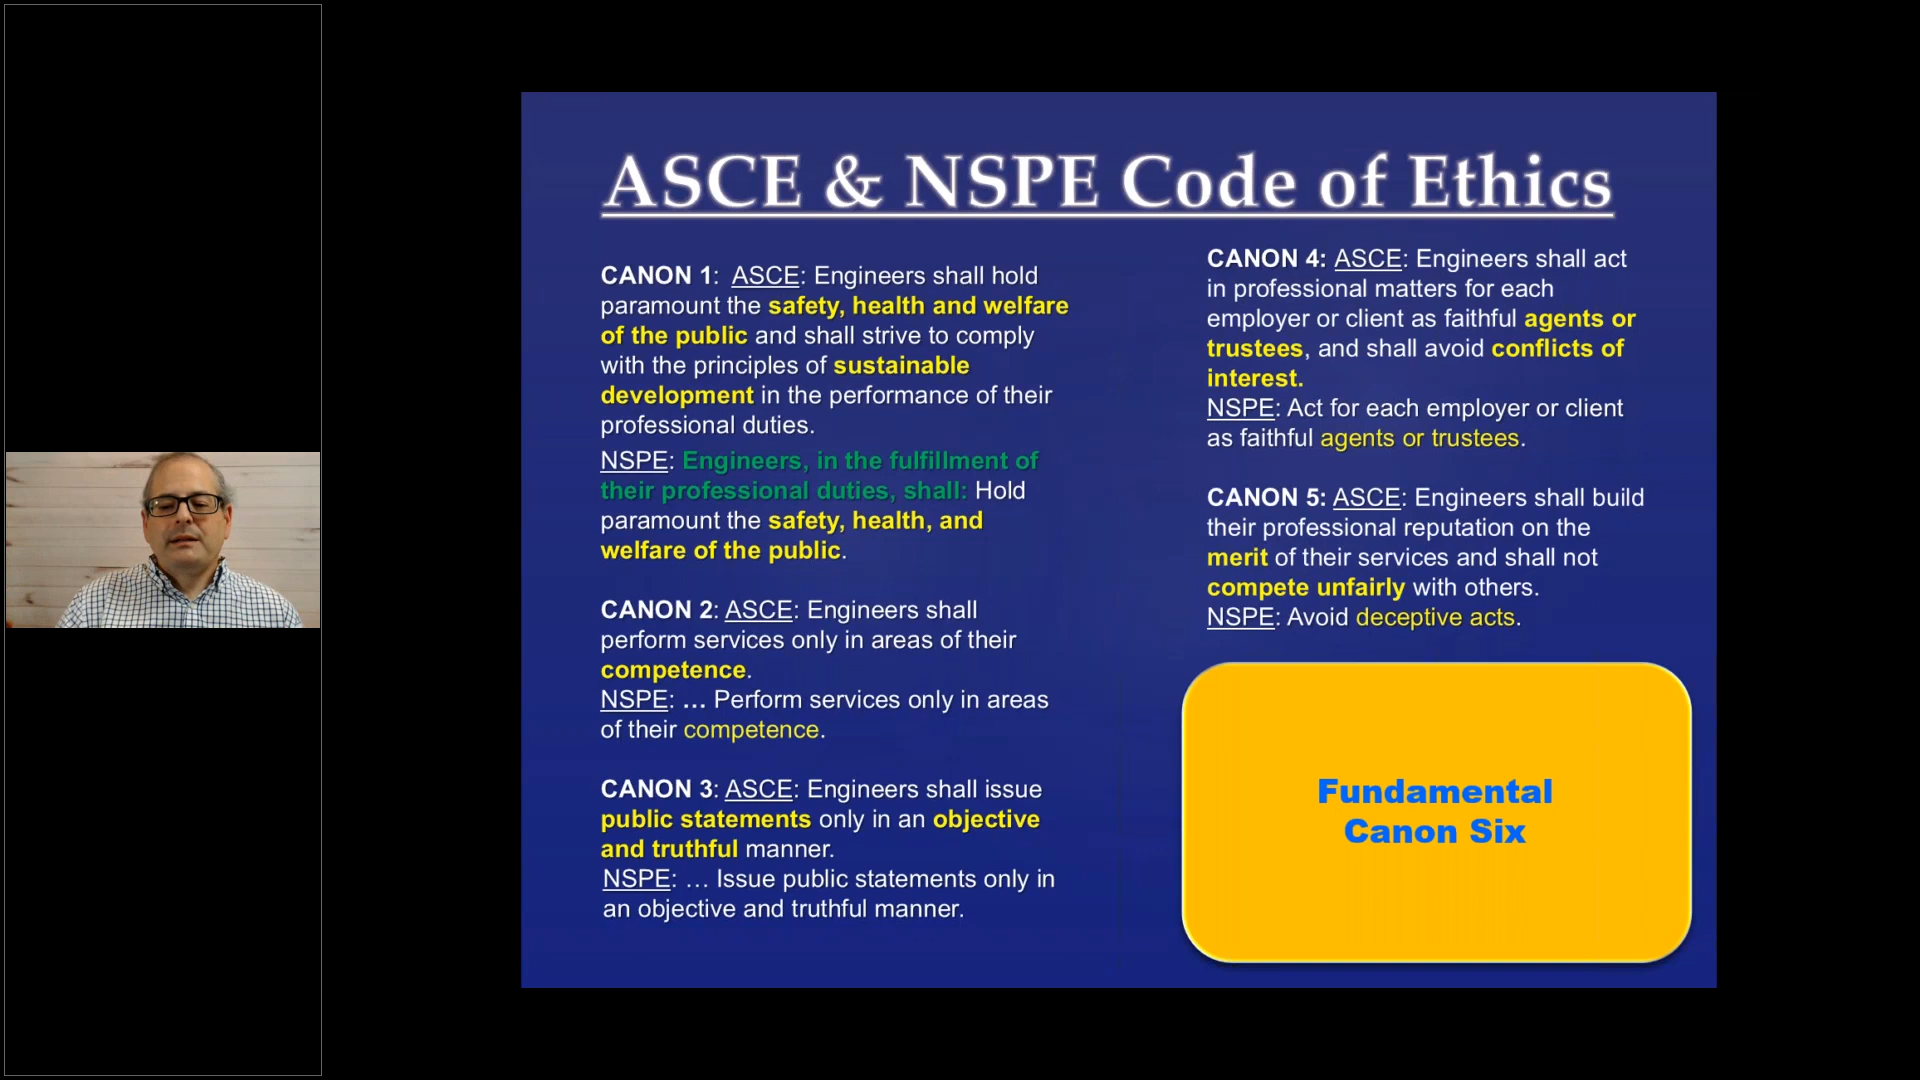 ASCE & NSPE Code of Ethics
CANON 1: ASCE: Engineers shall hold
paramount the safety, health and welfare
of the public and shall strive to comply
with the principles of sustainable
development in the performance of their
professional duties.
NSPE: Engineers, in the fulfillment of
their professional duties, shall: Hold
paramount the safety, health, and
welfare of the public.
CANON 2: ASCE: Engineers shall
perform services only in areas of their
competence.
NSPE: … Perform services only in areas
of their competence.
CANON 3: ASCE: Engineers shall issue
public statements only in an objective
and truthful manner.
NSPE: … Issue public statements only in
an objective and truthful manner.
CANON 4: ASCE: Engineers shall act
in professional matters for each
employer or client as faithful agents or
trustees, and shall avoid conflicts of
interest.
NSPE: Act for each employer or client
as faithful agents or trustees.
CANON 5: ASCE: Engineers shall build
their professional reputation on the
merit of their services and shall not
compete unfairly with others.
NSPE: Avoid deceptive acts.
Fundamental
Canon Six